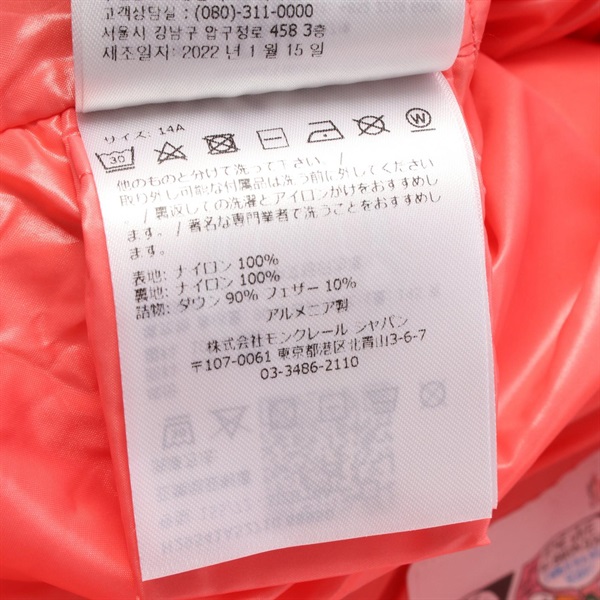 고객상담실 : (080)-311-0000
서울시 강남구 압구정로 458 3층
제조일자 2022 년 1 월 15일
サイズ: 14A
30
W
他のものと分けて洗って下さい。/
取り外し可能な付属品は洗う前に外してください
。/ 裏返しての洗濯とアイロンがけをおすすめし
ます。/ 著名な専門業者で洗うことをおすすめし
ます。
表地: ナイロン 100%
裏地: ナイロン 100%
詰物: ダウン 90% フェザー 10%
アルメニア製
株式会社モンクレール ジャパン
〒107-0061 東京都港区北青山3-6-7
03-3486-2110